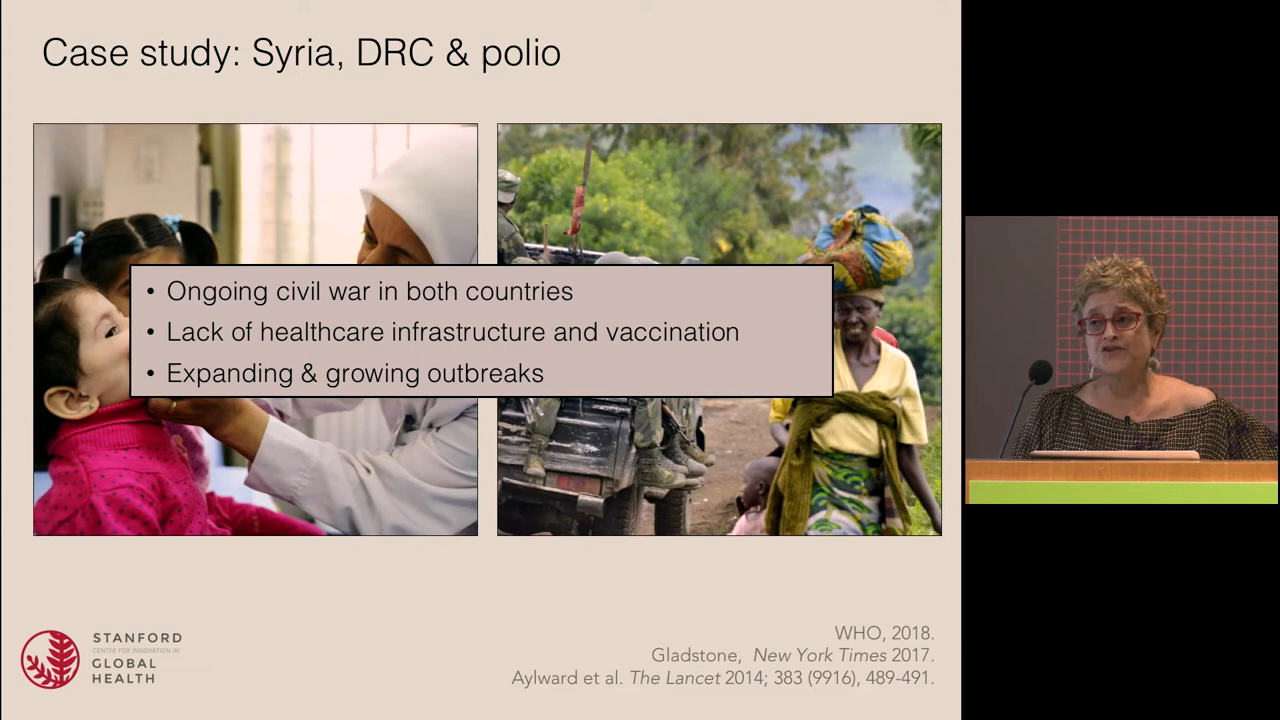 Case study: Syria, DRC & polio
• Ongoing civil war in both countries
• Lack of healthcare infrastructure and vaccination
• Expanding & growing outbreaks
STANFORD
CENTER FOR INNOVATION IN
GLOBAL
HEALTH
WHO, 2018.
Gladstone, New York Times 2017.
Aylward et al. The Lancet 2014; 383 (9916), 489-491.